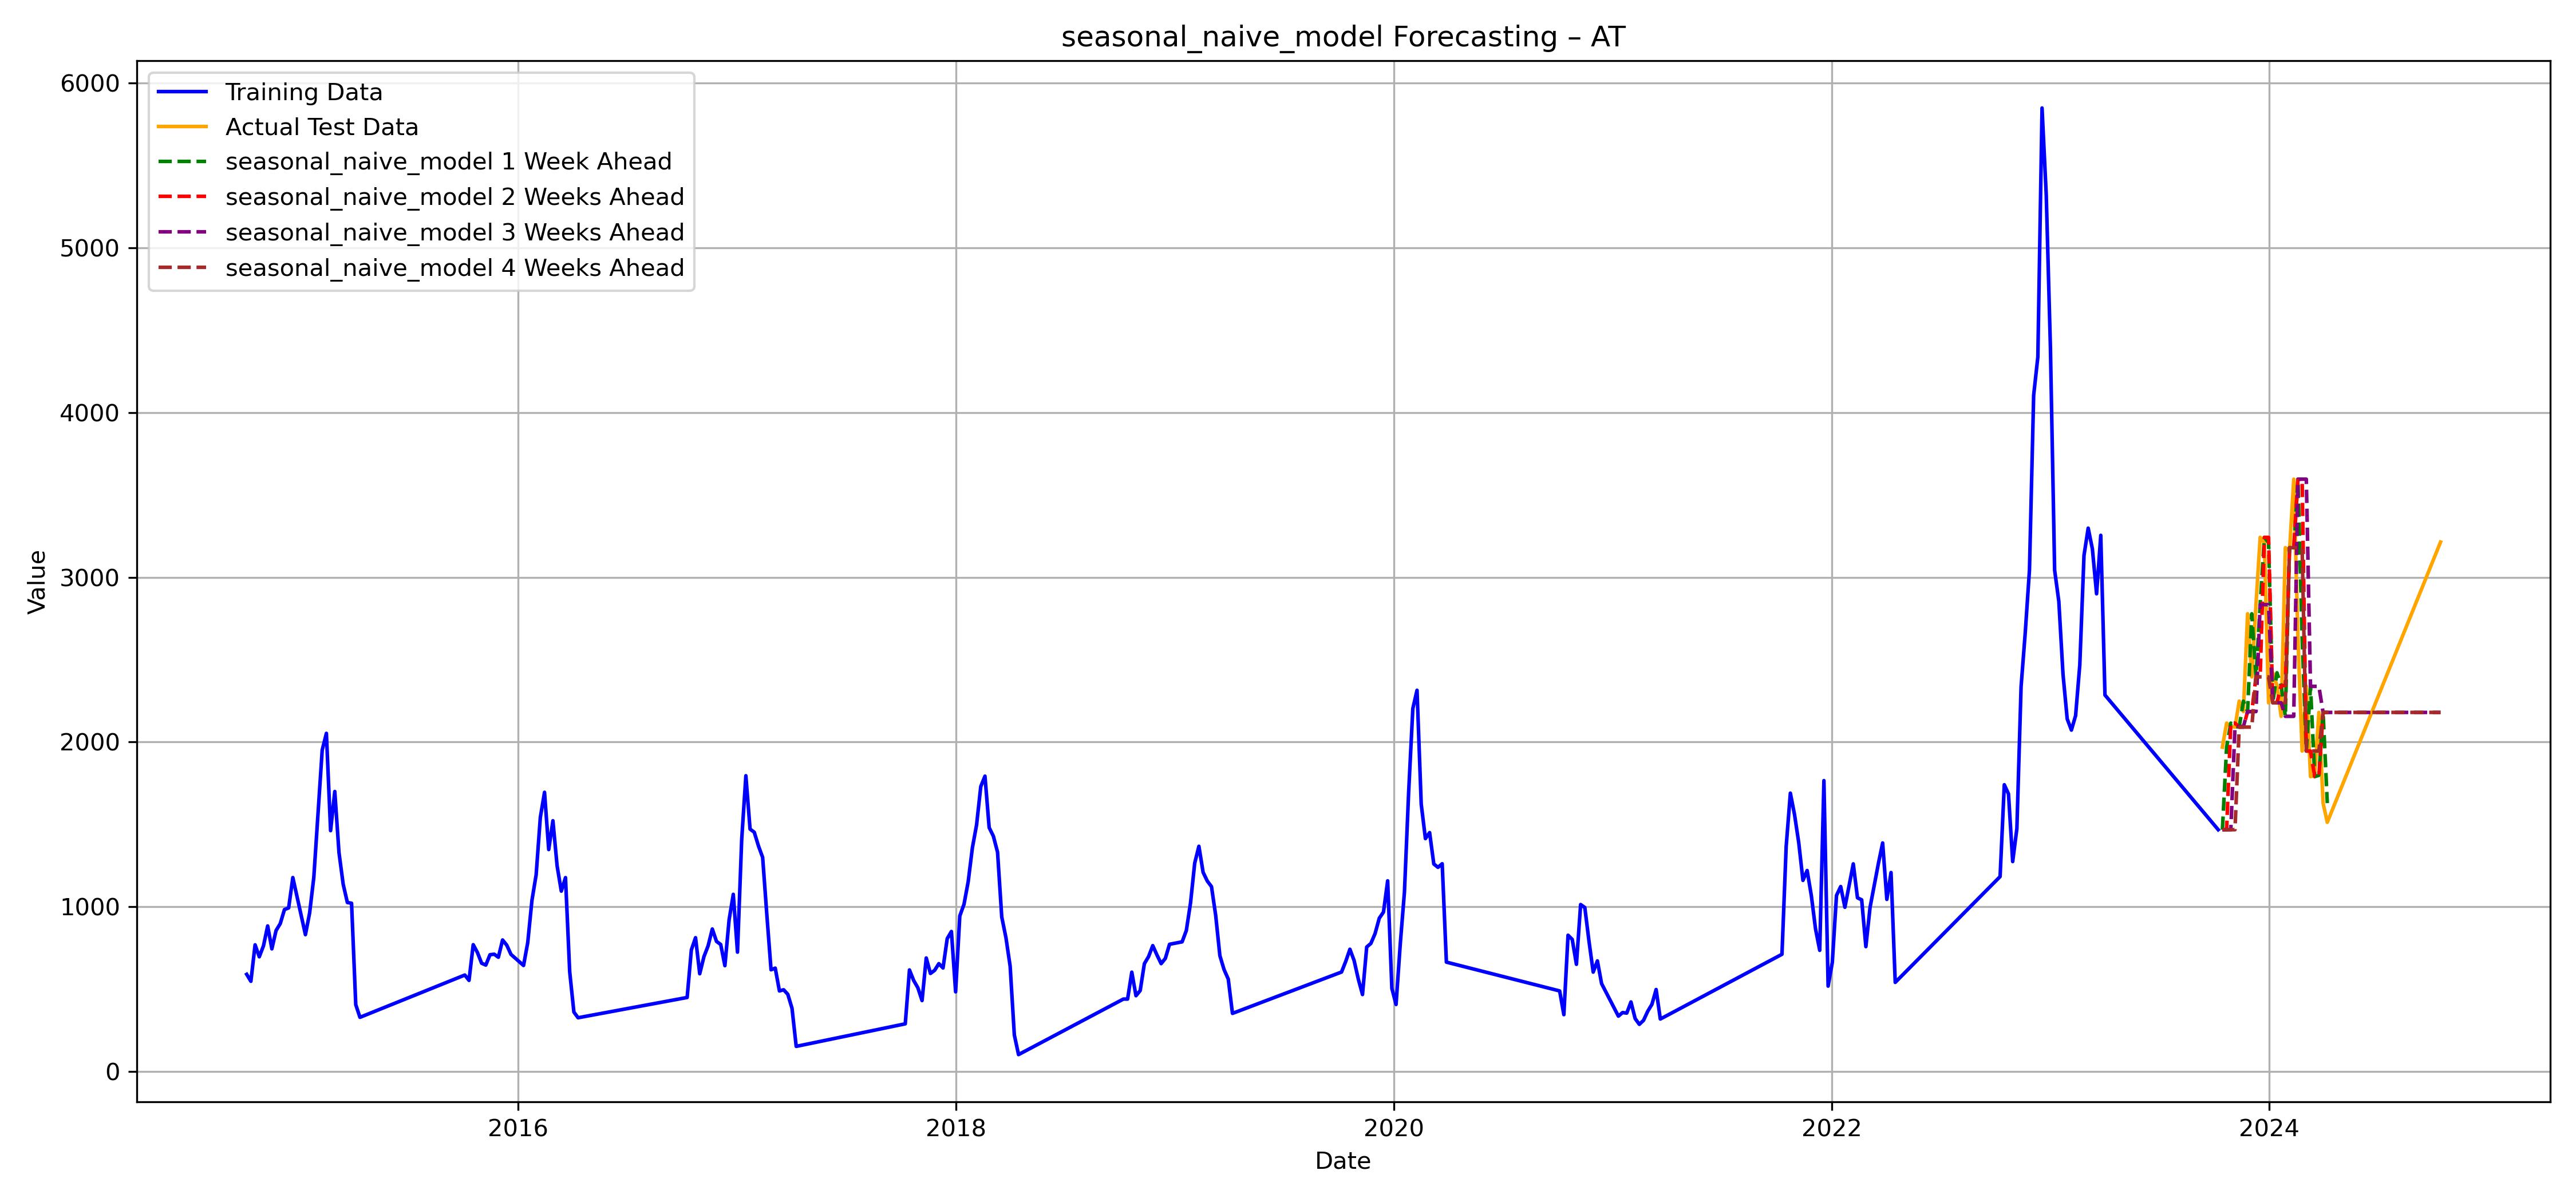 seasonal_naive_model Forecasting – AT
Training Data
Actual Test Data
seasonal_naive_model 1 Week Ahead
seasonal_naive_model 2 Weeks Ahead
seasonal_naive_model 3 Weeks Ahead
seasonal_naive_model 4 Weeks Ahead
6000
5000
4000
3000
2000
1000
0
Value
2016
2018
2020
2022
2024
Date